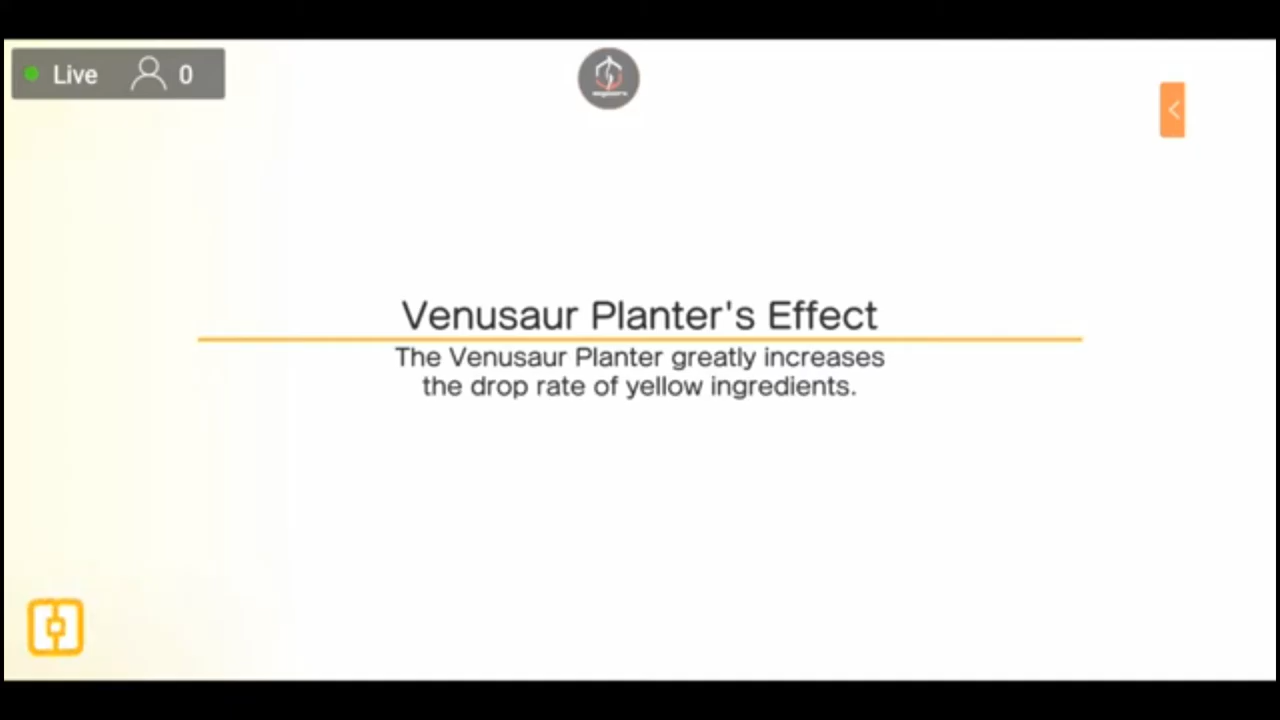 Live 0
Venusaur Planter's Effect
The Venusaur Planter greatly increases
the drop rate of yellow ingredients.